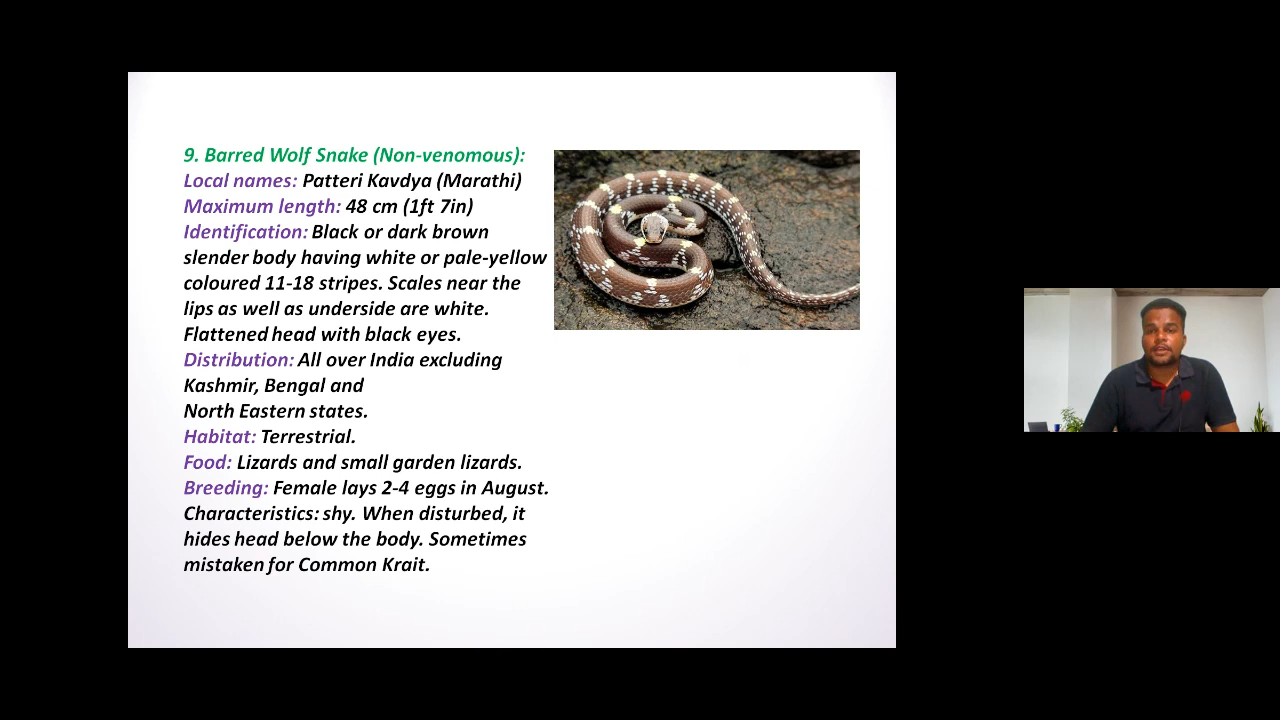 9. Barred Wolf Snake (Non-venomous):
Local names: Patteri Kavdya (Marathi)
Maximum length: 48 cm (1ft 7in)
Identification: Black or dark brown
slender body having white or pale-yellow
coloured 11-18 stripes. Scales near the
lips as well as underside are white.
Flattened head with black eyes.
Distribution: All over India excluding
Kashmir, Bengal and
North Eastern states.
Habitat: Terrestrial.
Food: Lizards and small garden lizards.
Breeding: Female lays 2-4 eggs in August.
Characteristics: shy. When disturbed, it
hides head below the body. Sometimes
mistaken for Common Krait.